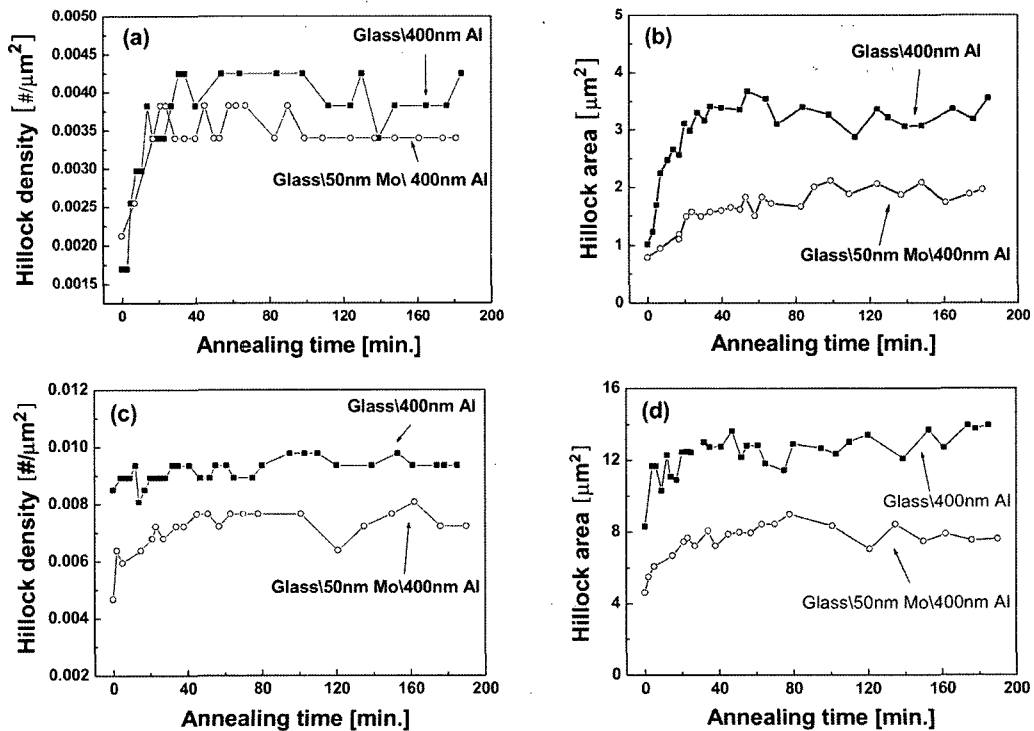 (a)
Glass\400nm Al
Glass\50nm Mo\ 400nm Al
Hillock density [#/μm²]
0.0050
0.0045
0.0040
0.0035
0.0030
0.0025
0.0020
0.0015
0 40 80 120 160 200
Annealing time [min.]
(b)
Glass\400nm Al
Glass\50nm Mo\400nm Al
Hillock area [μm²]
5
4
3
2
1
0
0 40 80 120 160 200
Annealing time [min.]
(c)
Glass\400nm Al
Glass\50nm Mo\400nm Al
Hillock density [#/μm²]
0.012
0.010
0.008
0.006
0.004
0.002
0 40 80 120 160 200
Annealing time [min.]
(d)
Glass\400nm Al
Glass\50nm Mo\400nm Al
Hillock area [μm²]
16
12
8
4
0
0 40 80 120 160 200
Annealing time [min.]